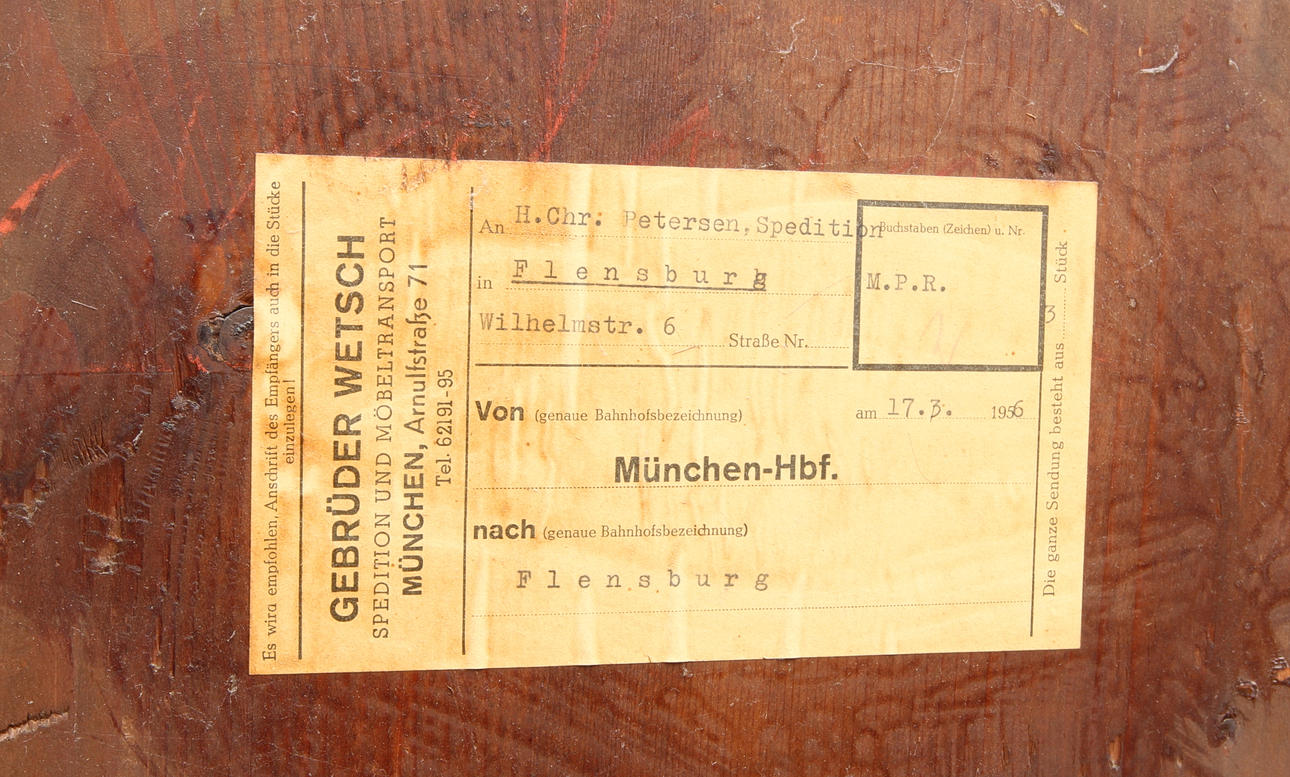 Es wird empfohlen, Anschrift des Empfängers auch in die Stücke
einzulegen!
GEBRÜDER WETSCH
SPEDITION UND MÖBELTRANSPORT
MÜNCHEN, Arnulfstraße 71
Tel. 62191-95
An H.Chr. Petersen, Spedition
in Flensburg
Wilhelmstr. 6 Straße Nr.
Buchstaben (Zeichen) u. Nr.
M.P.R.
Von (genaue Bahnhofsbezeichnung) am 17.3. 1956
München-Hbf.
nach (genaue Bahnhofsbezeichnung)
Flensburg
Die ganze Sendung besteht aus 3 Stück